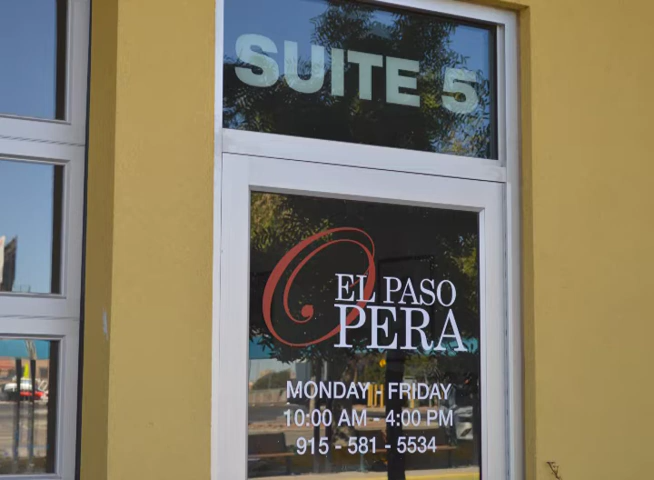 SUITE 5
EL PASO
OPERA
MONDAY - FRIDAY
10:00 AM - 4:00 PM
915 - 581 - 5534